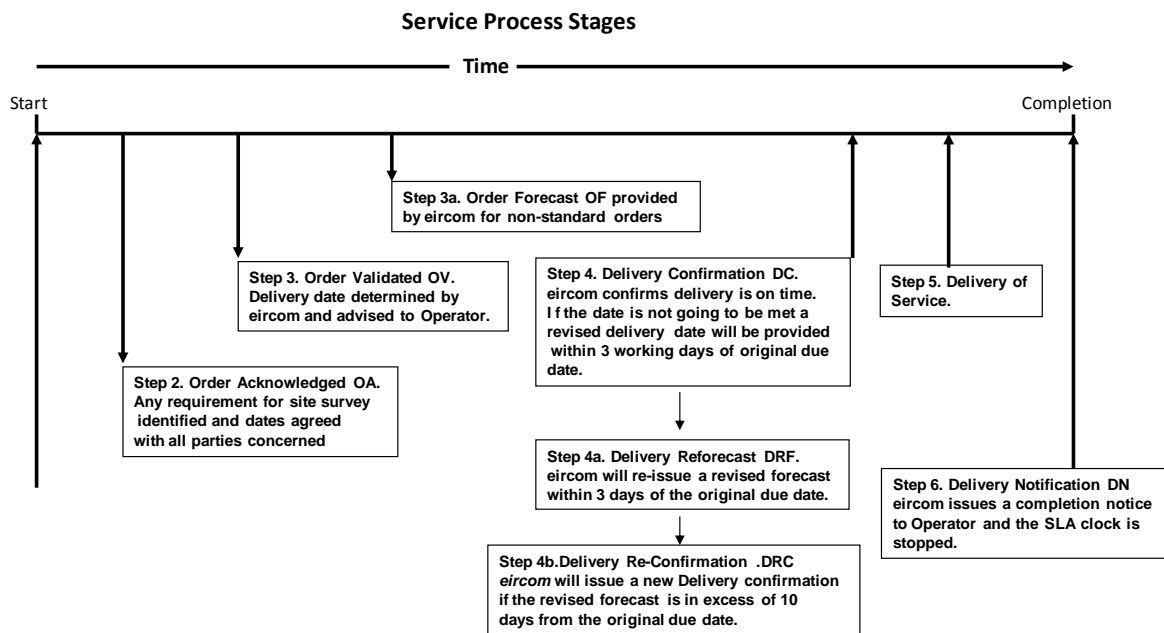 Service Process Stages
Time
Start
Completion
Step 3a. Order Forecast OF provided
by eircom for non-standard orders
Step 3. Order Validated OV.
Delivery date determined by
eircom and advised to Operator.
Step 4. Delivery Confirmation DC.
eircom confirms delivery is on time.
I f the date is not going to be met a
revised delivery date will be provided
within 3 working days of original due
date.
Step 5. Delivery of
Service.
Step 2. Order Acknowledged OA.
Any requirement for site survey
identified and dates agreed
with all parties concerned
Step 4a. Delivery Reforecast DRF.
eircom will re-issue a revised forecast
within 3 days of the original due date.
Step 6. Delivery Notification DN
eircom issues a completion notice
to Operator and the SLA clock is
stopped.
Step 4b.Delivery Re-Confirmation .DRC
eircom will issue a new Delivery confirmation
if the revised forecast is in excess of 10
days from the original due date.